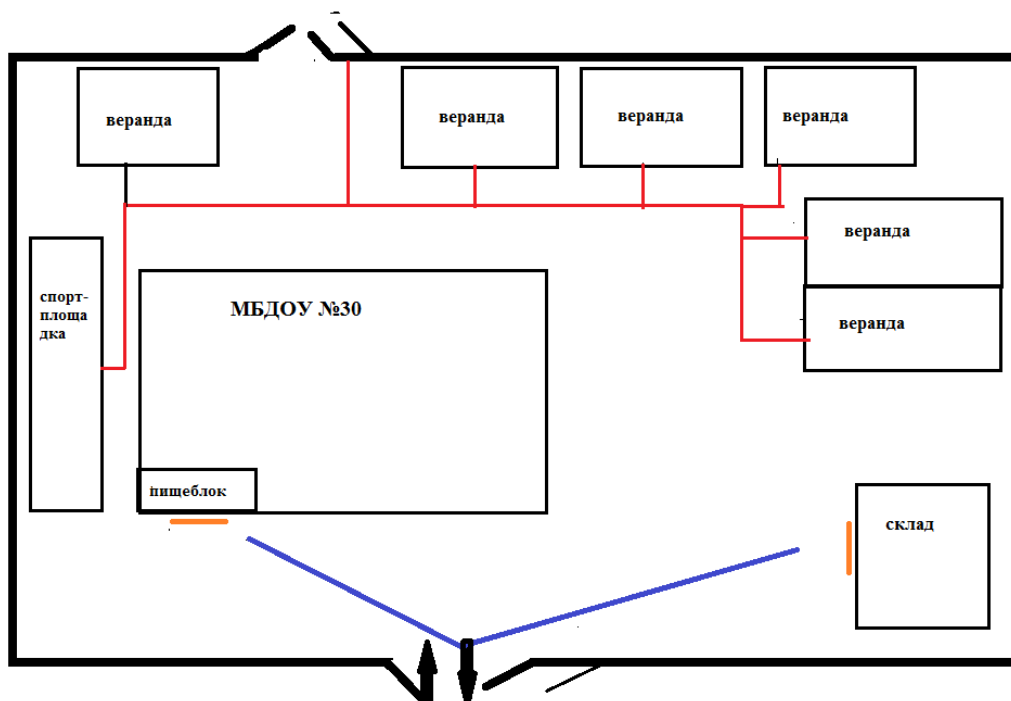 веранда
веранда
веранда
веранда
веранда
спорт-
площа
дка
МБДОУ №30
веранда
пищеблок
склад